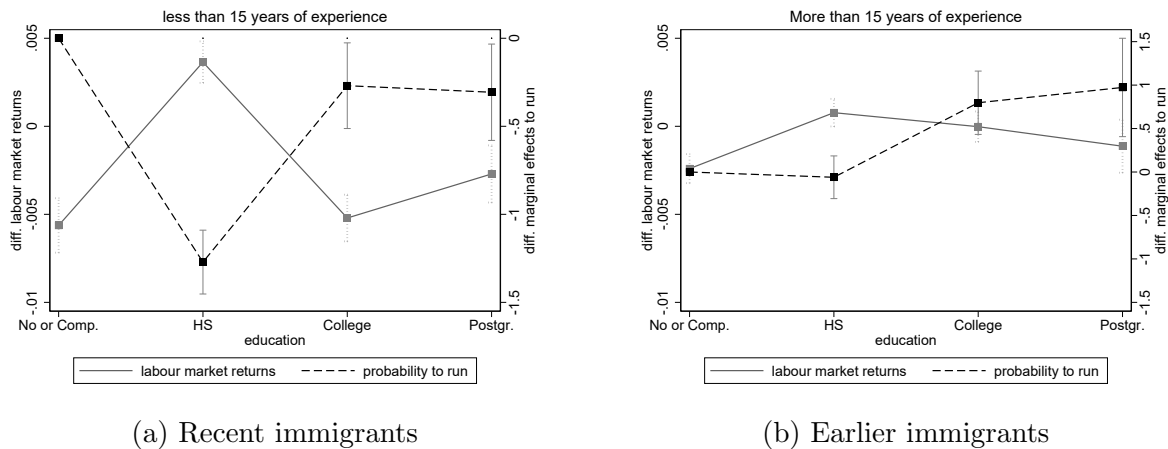 less than 15 years of experience
.005
0
-.005
-.01
diff. labour market returns
0
-.5
-1
-1.5
diff. marginal effects to run
No or Comp.
HS
College
Postgr.
education
labour market returns
probability to run
(a) Recent immigrants
More than 15 years of experience
.005
0
-.005
-.01
diff. labour market returns
1.5
1
.5
0
-.5
-1
-1.5
diff. marginal effects to run
No or Comp.
HS
College
Postgr.
education
labour market returns
probability to run
(b) Earlier immigrants